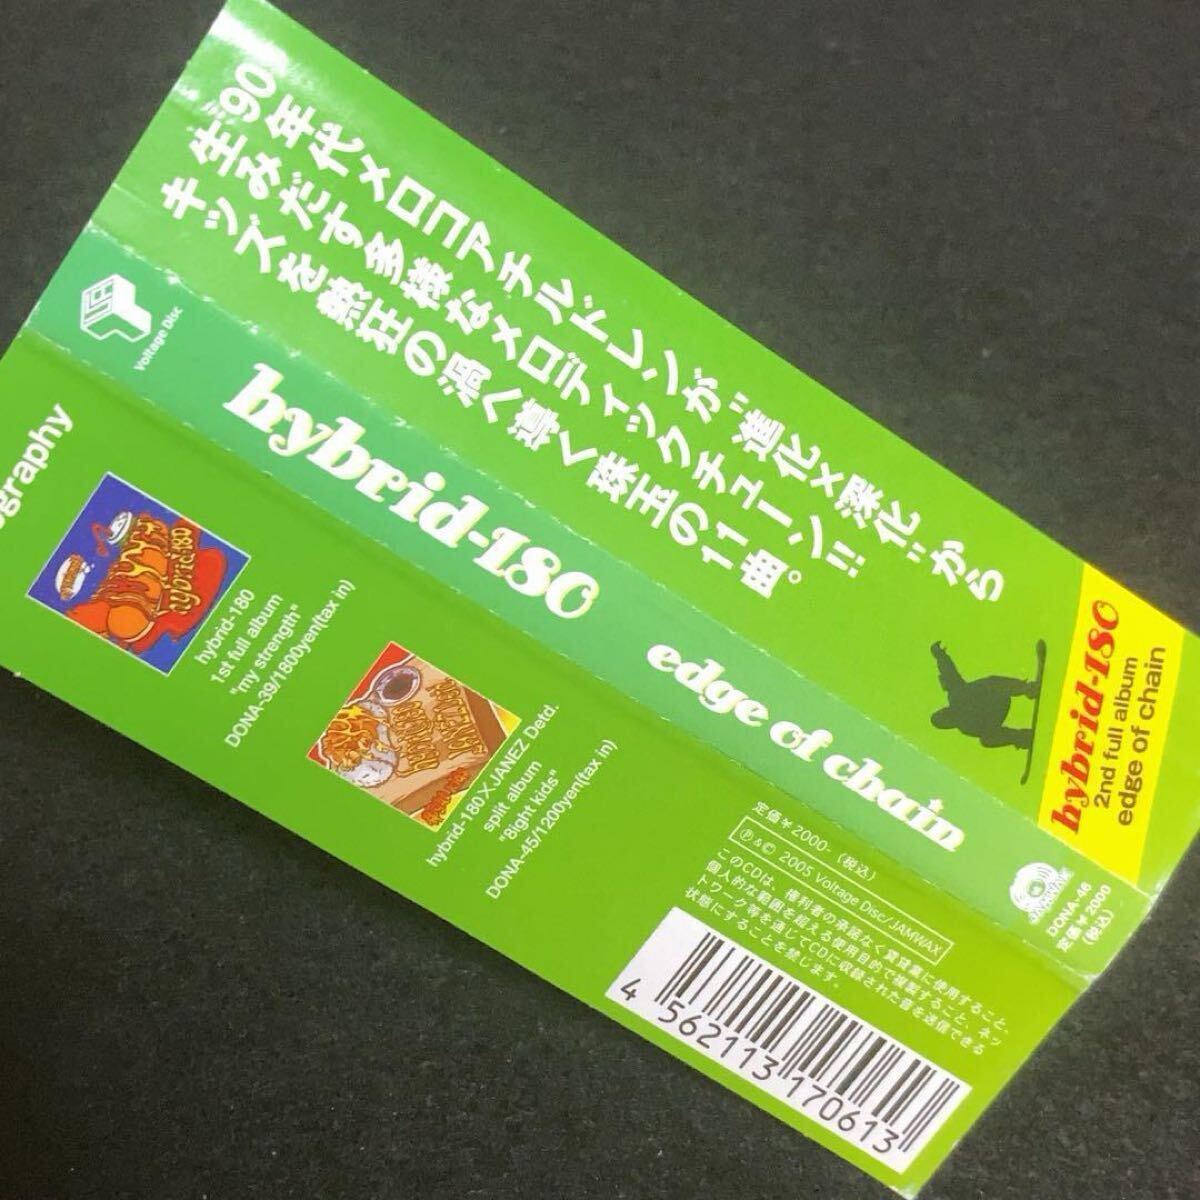 '90年代メロコアチルドレンが"進化×深化"から
生みだす多様なメロディックチューン!!
キッズを熱狂の渦へ導く珠玉の11曲。
hybrid-180
2nd full album
edge of chain
Voltage Disc
hybrid-180
edge of chain
JAMWAX
DONA-46
定価¥2000
(税込)
ography
hybrid-180
hybrid-180
1st full album
"my strength"
DONA-39/1800yen(tax in)
hybrid-180×JANEZ Detd.
split album
"8ight kids"
DONA-45/1200yen(tax in)
定価¥2000-(税込)
Ⓟ&© 2005 Voltage Disc/JAMWAX
このCDは、権利者の承諾なく賃貸業に使用すること、
個人的な範囲を超える使用目的で複製すること、ネッ
トワーク等を通じてCDに収録された音を送信できる
状態にすることを禁じます。
4 562113 170613